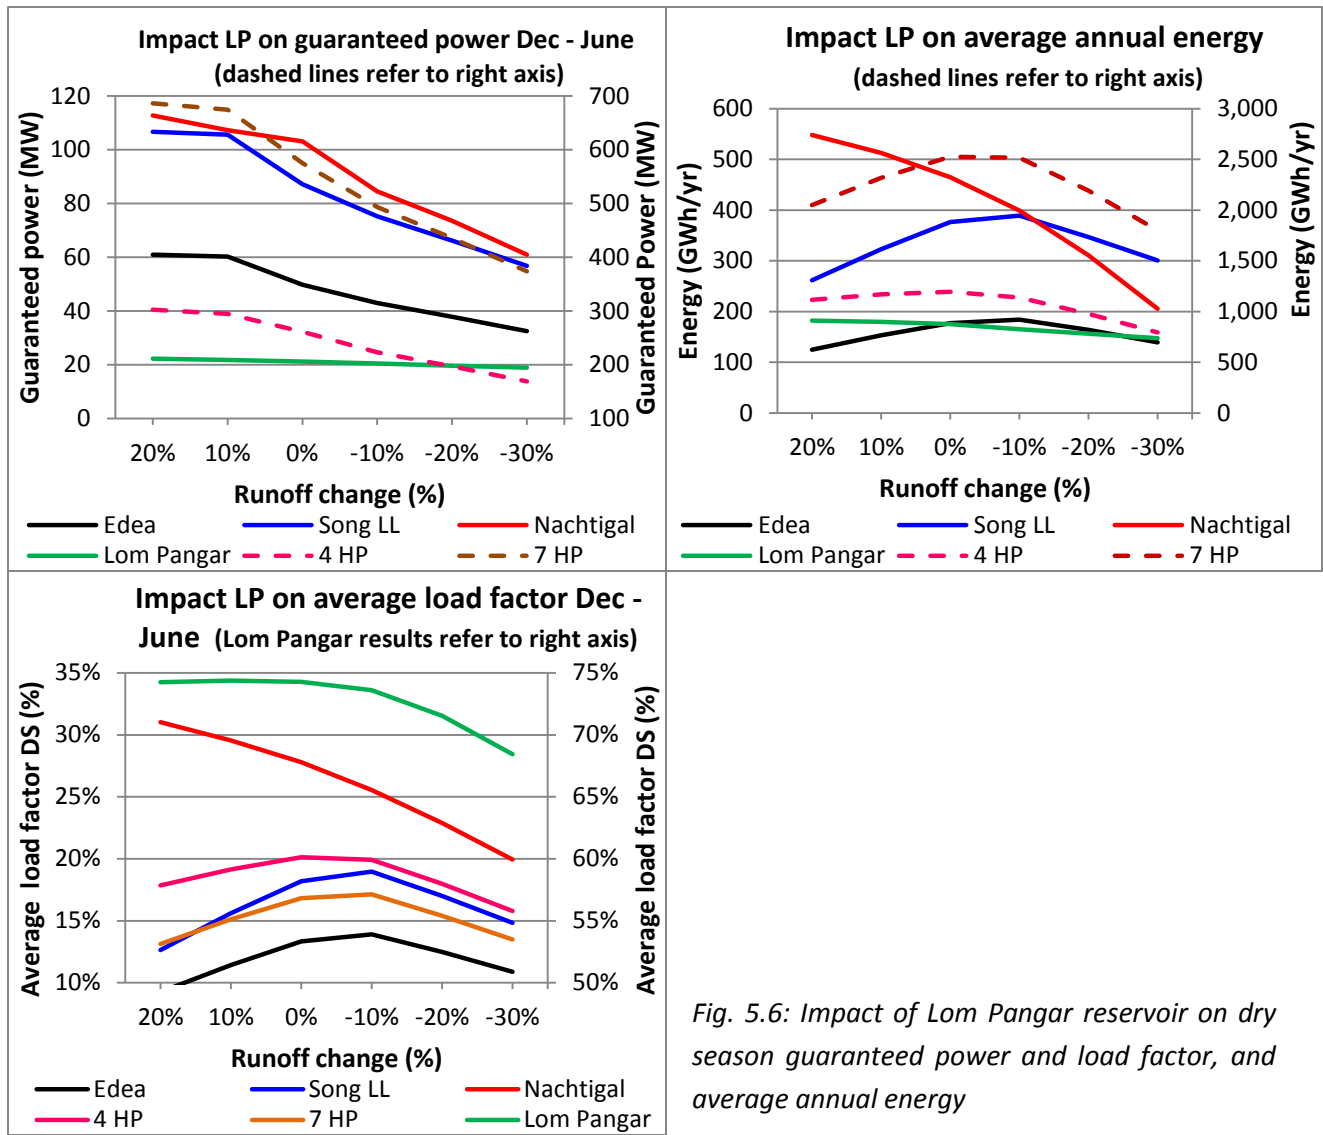 Impact LP on guaranteed power Dec - June
(dashed lines refer to right axis)
Guaranteed power (MW)
120
100
80
60
40
20
0
700
600
500
400
300
200
100
Guaranteed Power (MW)
20% 10% 0% -10% -20% -30%
Runoff change (%)
Edea Song LL Nachtigal
Lom Pangar 4 HP 7 HP
Impact LP on average annual energy
(dashed lines refer to right axis)
Energy (GWh/yr)
600
500
400
300
200
100
0
3,000
2,500
2,000
1,500
1,000
500
0
Energy (GWh/yr)
20% 10% 0% -10% -20% -30%
Runoff change (%)
Edea Song LL Nachtigal
Lom Pangar 4 HP 7 HP
Impact LP on average load factor Dec -
June (Lom Pangar results refer to right axis)
Average load factor DS (%)
35%
30%
25%
20%
15%
10%
75%
70%
65%
60%
55%
50%
Average load factor DS (%)
20% 10% 0% -10% -20% -30%
Runoff change (%)
Edea Song LL Nachtigal
4 HP 7 HP Lom Pangar
Fig. 5.6: Impact of Lom Pangar reservoir on dry
season guaranteed power and load factor, and
average annual energy